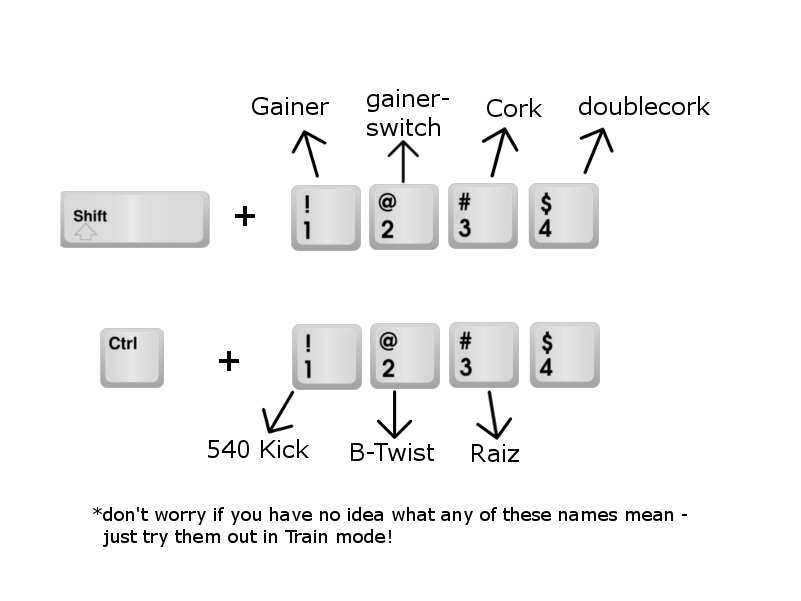 Gainer
gainer-
switch
Cork
doublecork
Shift
+
!
1
@
2
#
3
$
4
Ctrl
+
!
1
@
2
#
3
$
4
540 Kick
B-Twist
Raiz
*don't worry if you have no idea what any of these names mean -
just try them out in Train mode!